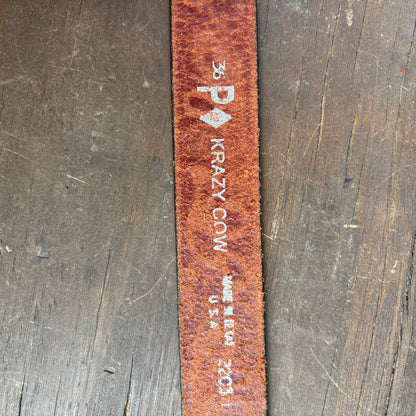 36
P
KRAZY COW
MADE IN TEXAS
U.S.A
2203